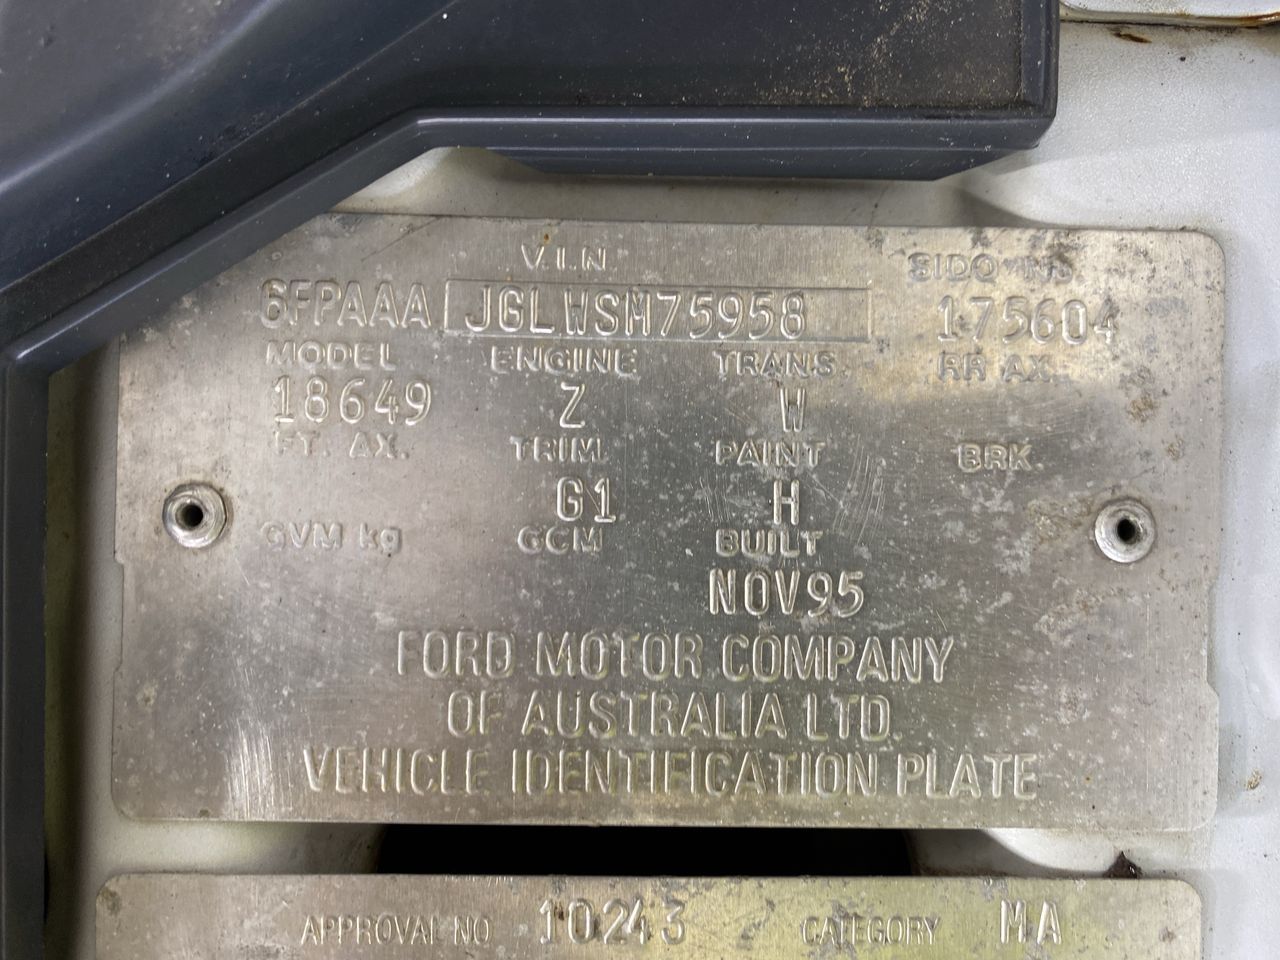 V.I.N. SIDO NO
6FPAAA JGLWSM75958 175604
MODEL ENGINE TRANS. RR AX.
18649 Z W
FT. AX. TRIM PAINT BRK.
G1 H
GVM kg GCM BUILT
NOV95
FORD MOTOR COMPANY
OF AUSTRALIA LTD.
VEHICLE IDENTIFICATION PLATE
APPROVAL NO 10243 CATEGORY MA